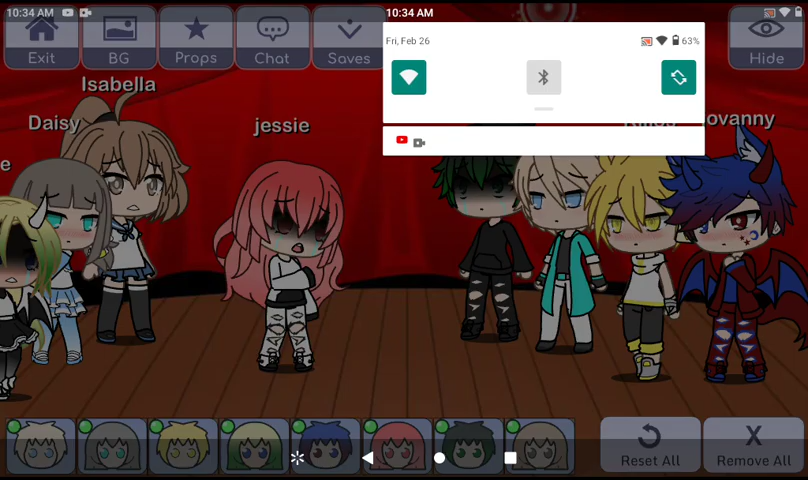 10:34 AM
10:34 AM
Fri, Feb 26
63%
Exit
BG
Props
Chat
Saves
Hide
Isabella
Daisy
jessie
ovanny
e
Reset All
X
Remove All